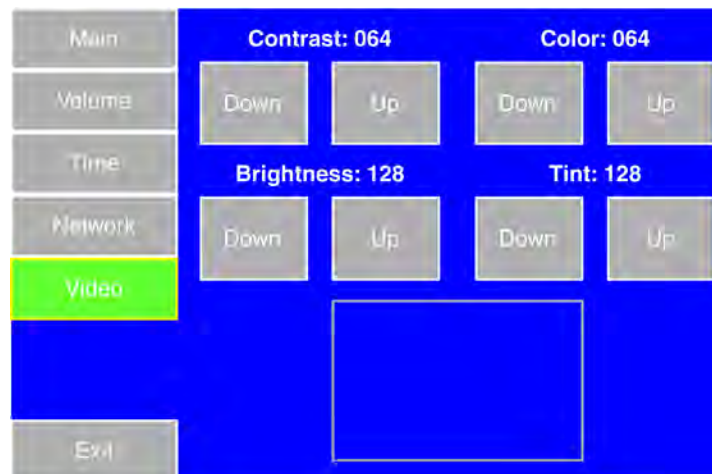 Main
Volume
Time
Network
Video
Exit
Contrast: 064
Color: 064
Down
Up
Down
Up
Brightness: 128
Tint: 128
Down
Up
Down
Up